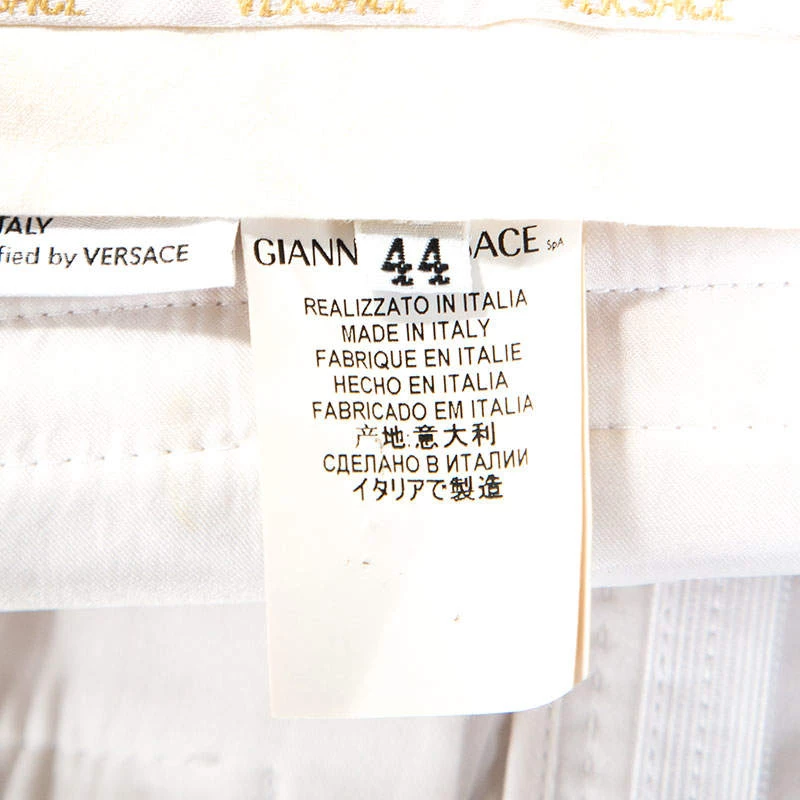 VERSACE VERSACE
TALY
fied by VERSACE
GIANN ACE SpA
44
REALIZZATO IN ITALIA
MADE IN ITALY
FABRIQUE EN ITALIE
HECHO EN ITALIA
FABRICADO EM ITALIA
产地:意大利
СДЕЛАНО В ИТАЛИИ
イタリアで製造